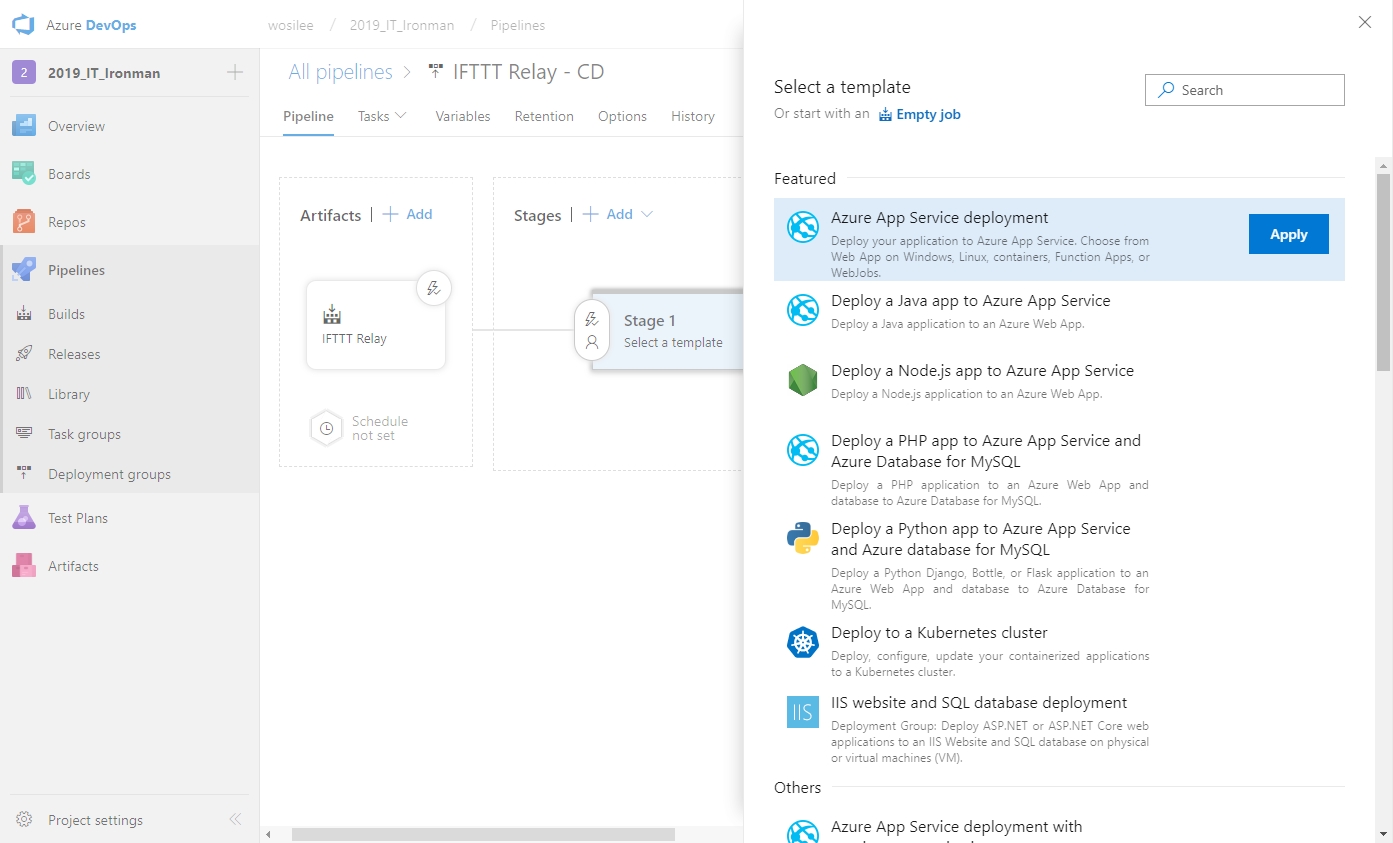 Azure DevOps
wosilee / 2019_IT_Ironman / Pipelines
2 2019_IT_Ironman
Overview
Boards
Repos
Pipelines
Builds
Releases
Library
Task groups
Deployment groups
Test Plans
Artifacts
Project settings
All pipelines > IFTTT Relay - CD
Pipeline Tasks Variables Retention Options History
Artifacts | + Add
IFTTT Relay
Schedule
not set
Stages | + Add
Stage 1
Select a template
Select a template
Or start with an Empty job
Search
Featured
Azure App Service deployment
Deploy your application to Azure App Service. Choose from
Web App on Windows, Linux, containers, Function Apps, or
WebJobs.
Apply
Deploy a Java app to Azure App Service
Deploy a Java application to an Azure Web App.
Deploy a Node.js app to Azure App Service
Deploy a Node.js application to an Azure Web App.
Deploy a PHP app to Azure App Service and
Azure Database for MySQL
Deploy a PHP application to an Azure Web App and
database to Azure Database for MySQL.
Deploy a Python app to Azure App Service
and Azure database for MySQL
Deploy a Python Django, Bottle, or Flask application to an
Azure Web App and database to Azure Database for
MySQL.
Deploy to a Kubernetes cluster
Deploy, configure, update your containerized applications
to a Kubernetes cluster.
IIS
IIS website and SQL database deployment
Deployment Group: Deploy ASP.NET or ASP.NET Core web
applications to an IIS Website and SQL database on physical
or virtual machines (VM).
Others
Azure App Service deployment with